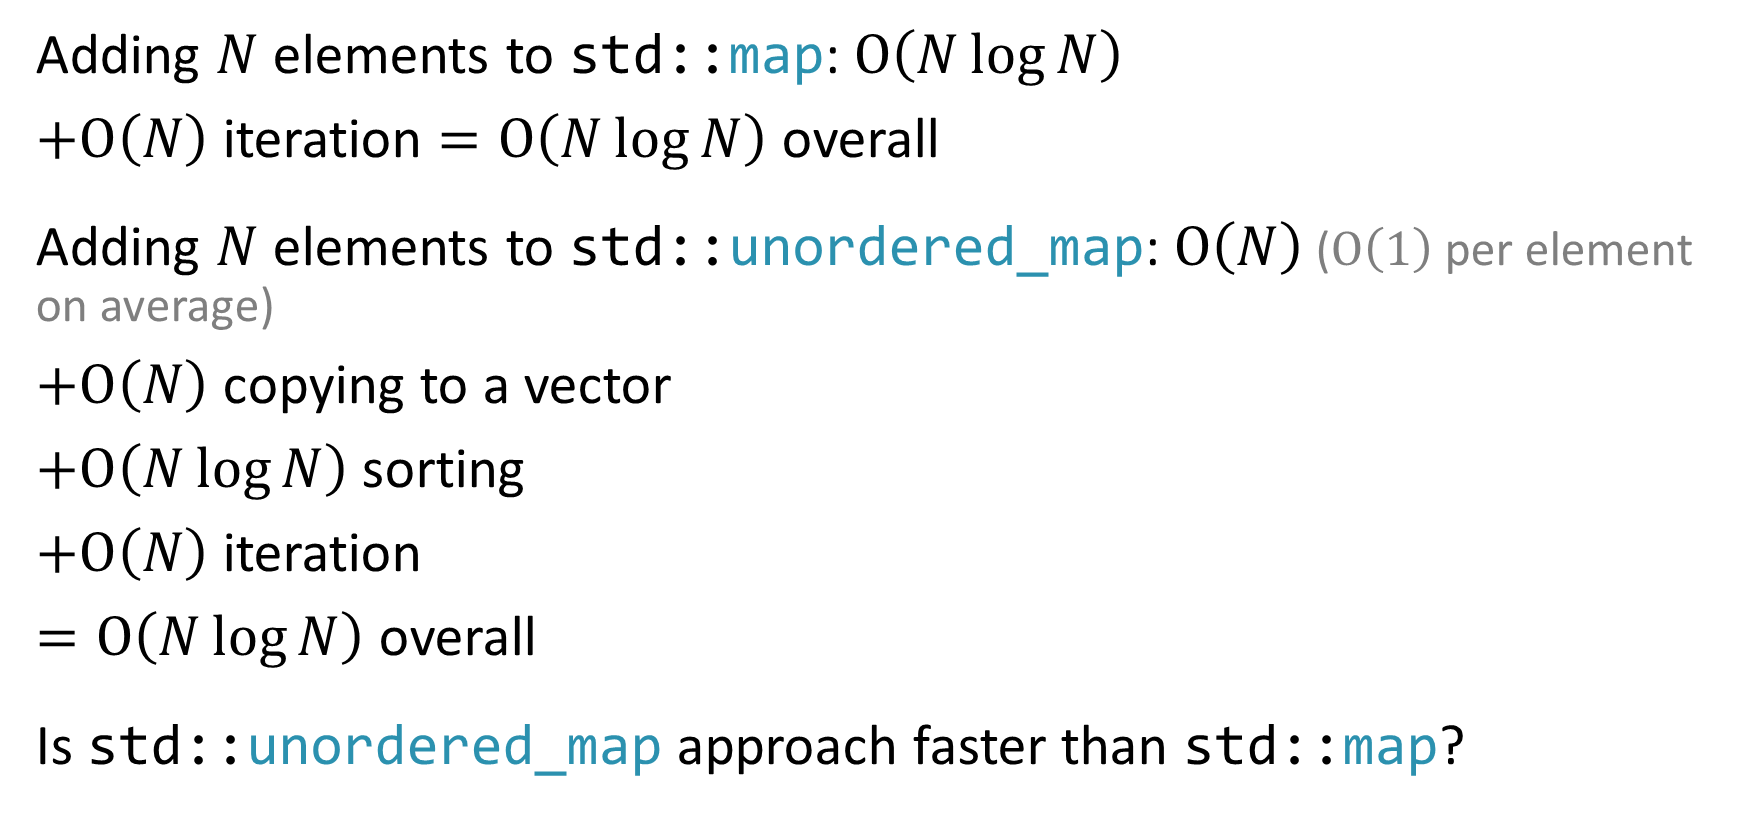 Adding N elements to std::map: O(N log N)
+O(N) iteration = O(N log N) overall
Adding N elements to std::unordered_map: O(N) (O(1) per element
on average)
+O(N) copying to a vector
+O(N log N) sorting
+O(N) iteration
= O(N log N) overall
Is std::unordered_map approach faster than std::map?